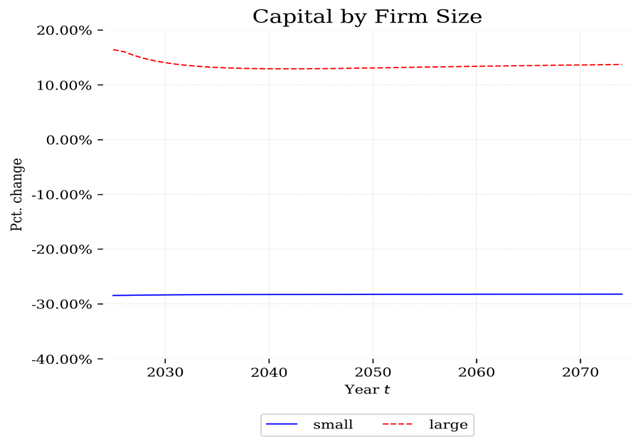 Capital by Firm Size
20.00%
10.00%
0.00%
-10.00%
-20.00%
-30.00%
-40.00%
Pct. change
2030 2040 2050 2060 2070
Year t
small large